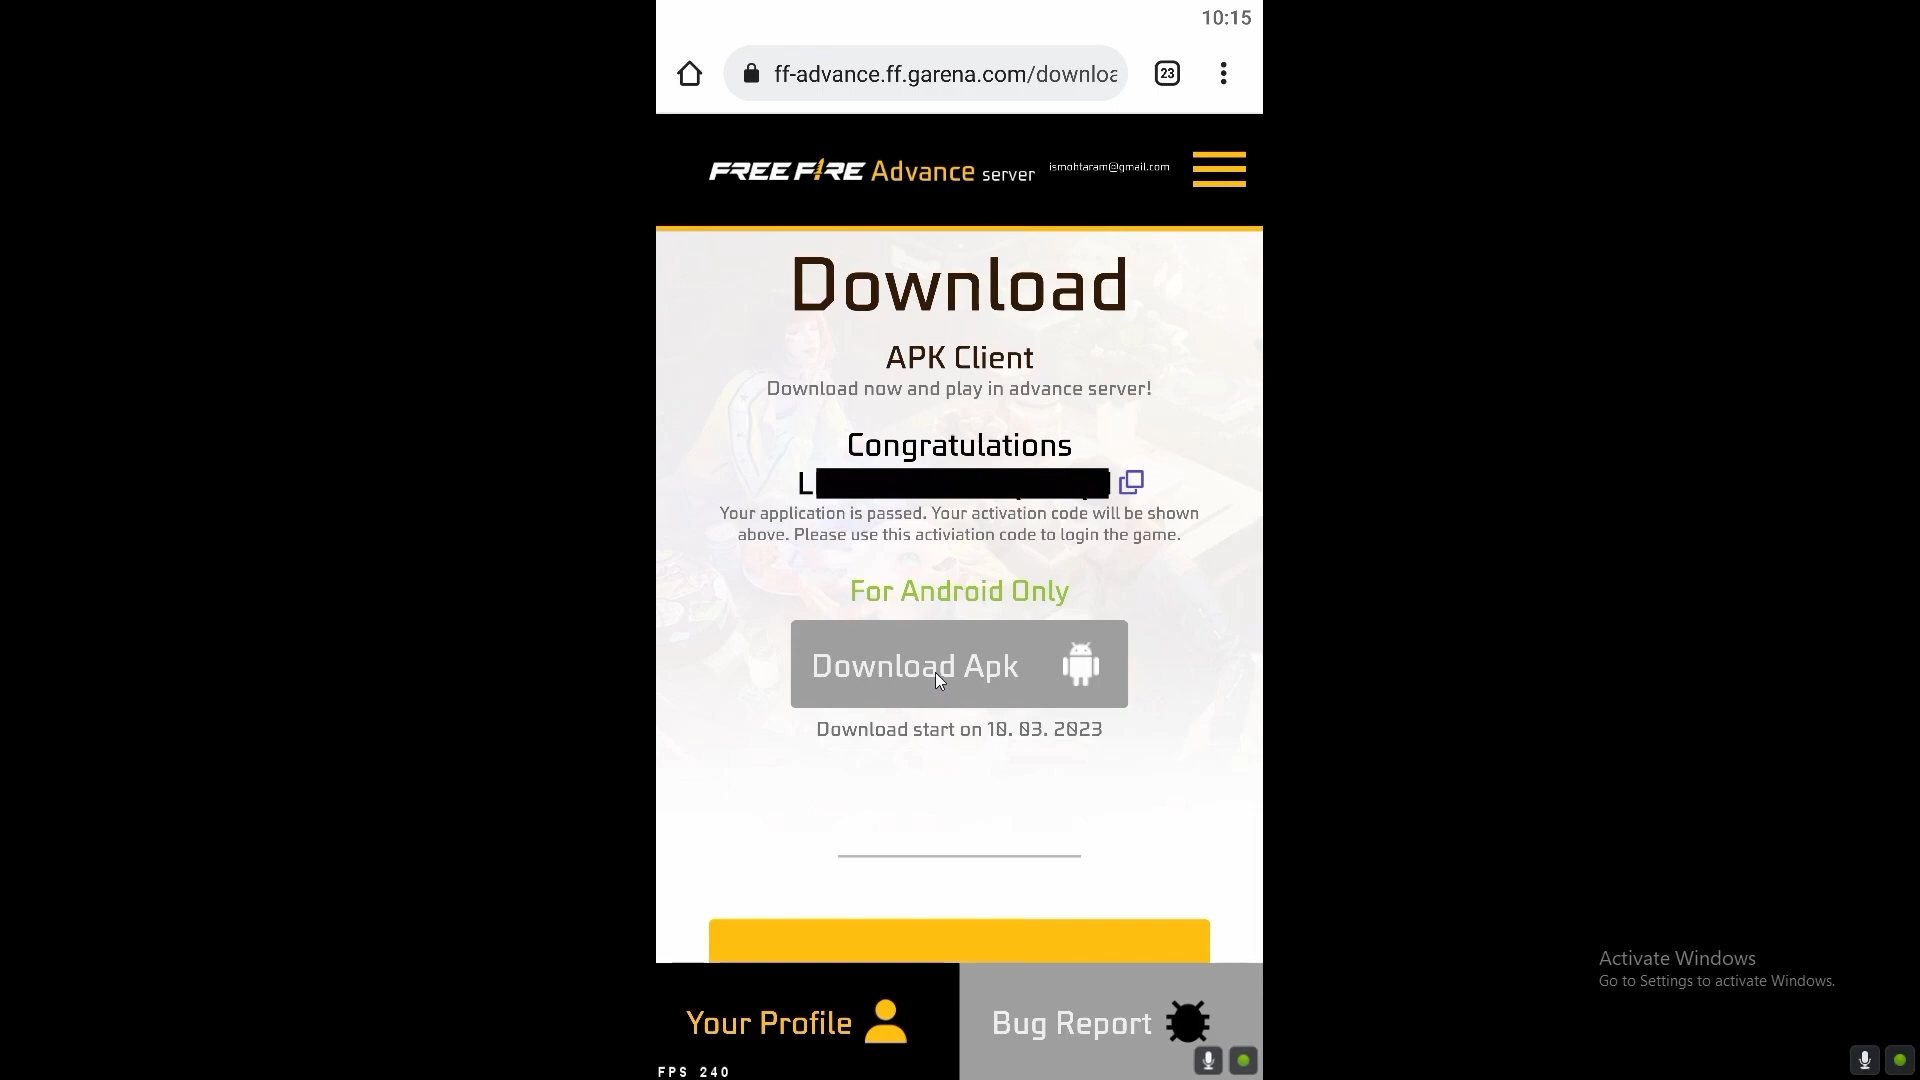 10:15
ff-advance.ff.garena.com/downloa
23
FREE FIRE Advance server
ismohtaram@gmail.com
Download
APK Client
Download now and play in advance server!
Congratulations
L
Your application is passed. Your activation code will be shown
above. Please use this activiation code to login the game.
For Android Only
Download Apk
Download start on 10. 03. 2023
Activate Windows
Go to Settings to activate Windows.
Your Profile
Bug Report
FPS 240